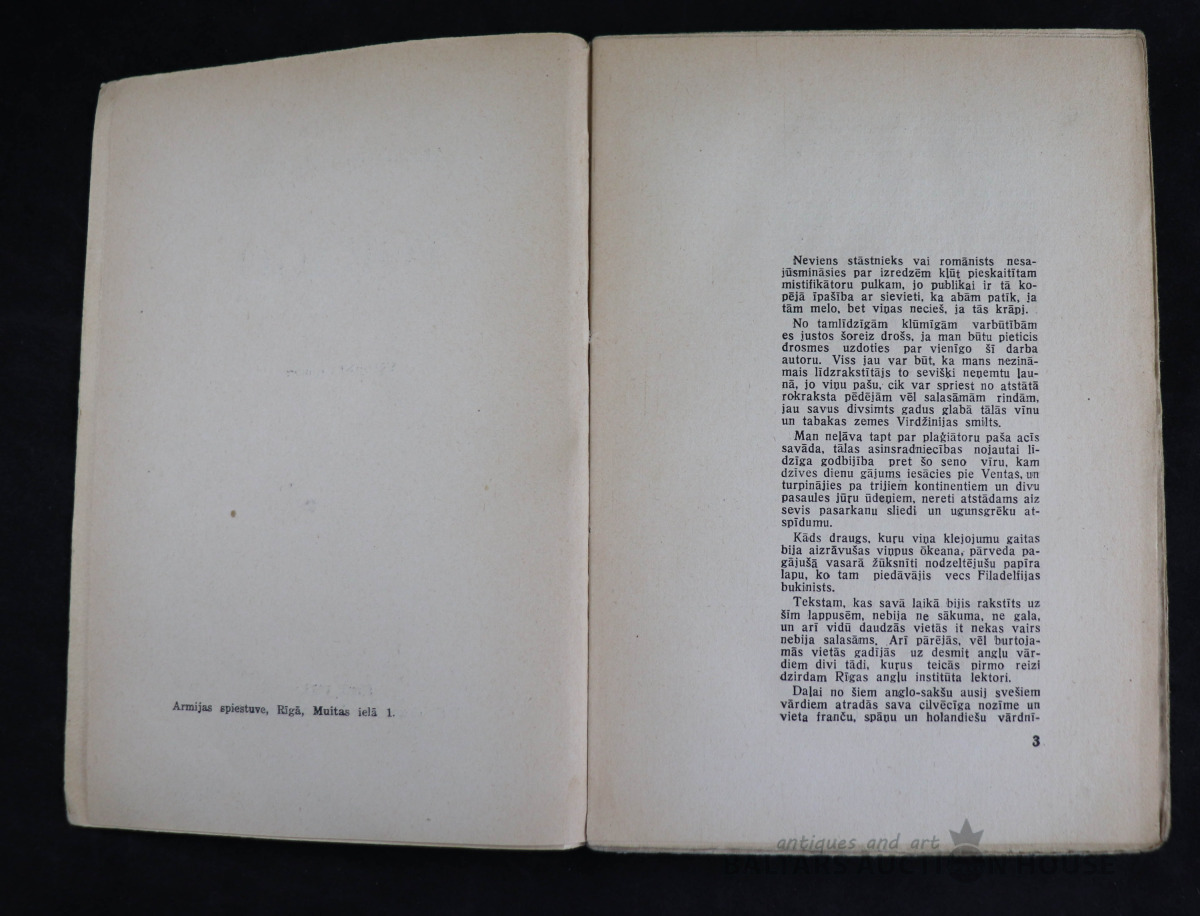 Armijas spiestuve, Rīgā, Muitas ielā 1.
Neviens stāstnieks vai romānists nesa-
jūsmināsies par izredzēm kļūt pieskaitītam
mistifikātoru pulkam, jo publikai ir tā ko-
pējā īpašība ar sievieti, ka abām patīk, ja
tām melo, bet viņas necieš, ja tās krāpj.
No tamlīdzīgām klūmīgām varbūtībām
es justos šoreiz drošs, ja man būtu pieticis
drosmes uzdoties par vienīgo šī darba
autoru. Viss jau var būt, ka mans nezinā-
mais līdzrakstītājs to sevišķi neņemtu ļau-
nā, jo viņu pašu, cik var spriest no atstātā
rokraksta pēdējām vēl salasāmām rindām,
jau savus divsimts gadus glabā tālās vīnu
un tabakas zemes Virdžinijas smilts.
Man neļāva tapt par plaģiātoru paša acīs
savāda, tālas asinsradniecības nojautai lī-
dzīga godbijība pret šo seno vīru, kam
dzīves dienu gājums iesācies pie Ventas, un
turpinājies pa trijiem kontinentiem un divu
pasaules jūru ūdeņiem, nereti atstādams aiz
sevis pasarkanu sliedi un ugunsgrēku at-
spīdumu.
Kāds draugs, kuŗu viņa klejojumu gaitas
bija aizrāvušas viņpus ōkeana, pārveda pa-
gājušā vasarā žūksnīti nodzeltējušu papīra
lapu, ko tam piedāvājis vecs Filadelfijas
bukinists.
Tekstam, kas savā laikā bijis rakstīts uz
šīm lappusēm, nebija ne sākuma, ne gala,
un arī vidū daudzās vietās it nekas vairs
nebija salasāms. Arī pārējās, vēl burtoja-
mās vietās gadījās uz desmit angļu vār-
diem divi tādi, kuŗus teicās pirmo reizi
dzirdam Rīgas angļu institūta lektori.
Daļai no šiem anglo-sakšu ausij svešiem
vārdiem atradās sava cilvēcīga nozīme un
vieta franču, spāņu un holandiešu vārdnī-
3
antiques and art
BALTARS AUCTION HOUSE